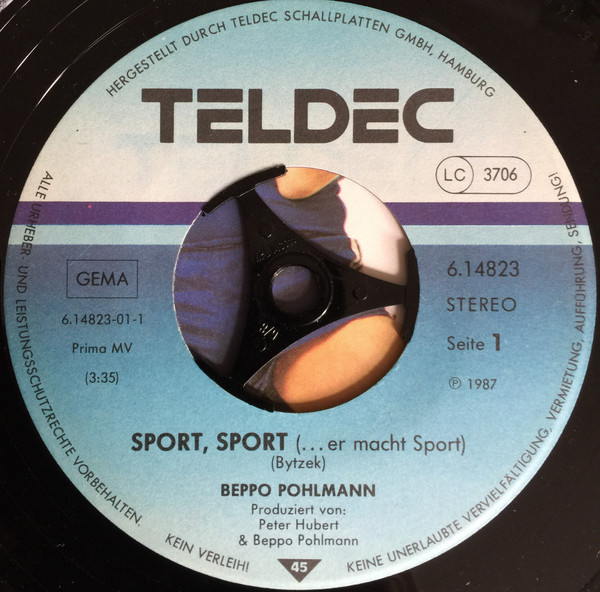 HERGESTELLT DURCH TELDEC SCHALLPLATTEN GMBH, HAMBURG
TELDEC
LC 3706
GEMA
6.14823-01-1
Prima MV
(3:35)
6.14823
STEREO
Seite 1
℗ 1987
SPORT, SPORT (...er macht Sport)
(Bytzek)
BEPPO POHLMANN
Produziert von:
Peter Hubert
& Beppo Pohlmann
45
ALLE URHEBER- UND LEISTUNGSSCHUTZRECHTE VORBEHALTEN. KEIN VERLEIH! KEINE UNERLAUBTE VERVIELFÄLTIGUNG, VERMIETUNG, AUFFÜHRUNG, SENDUNG!